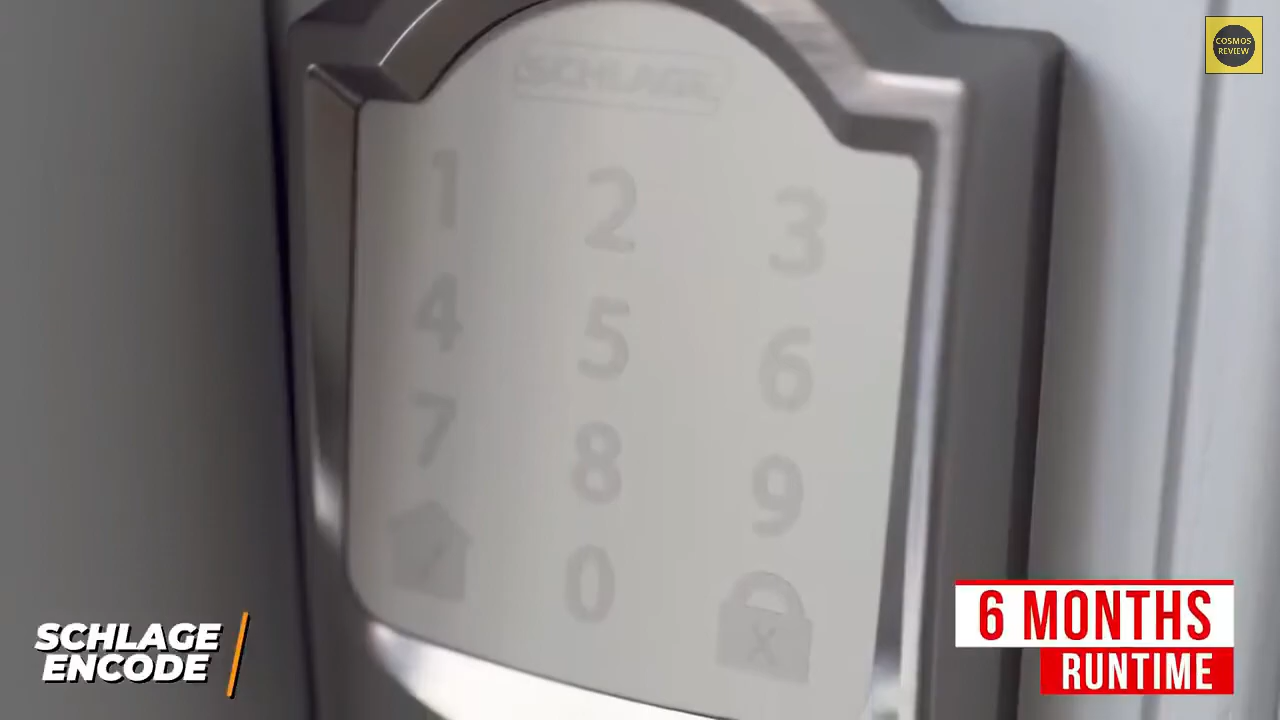 COSMOS
REVIEW
SCHLAGE
1 2 3
4 5 6
7 8 9
0
X
SCHLAGE
ENCODE
6 MONTHS
RUNTIME